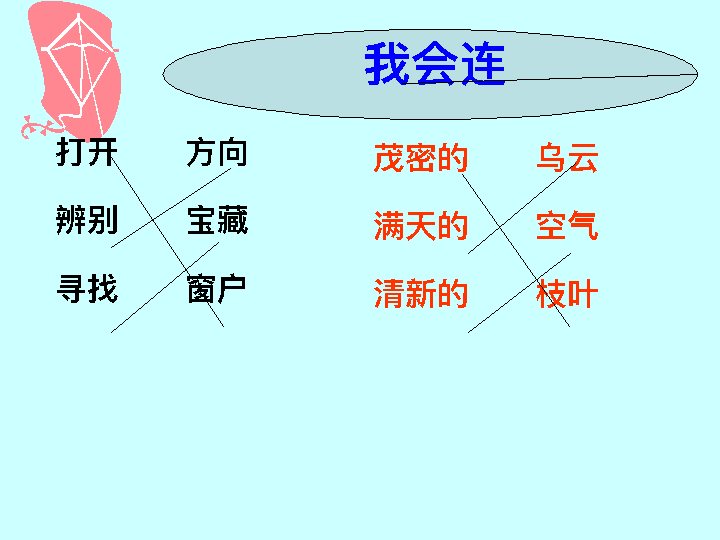 我会连
打开 方向 茂密的 乌云
辨别 宝藏 满天的 空气
寻找 窗户 清新的 枝叶